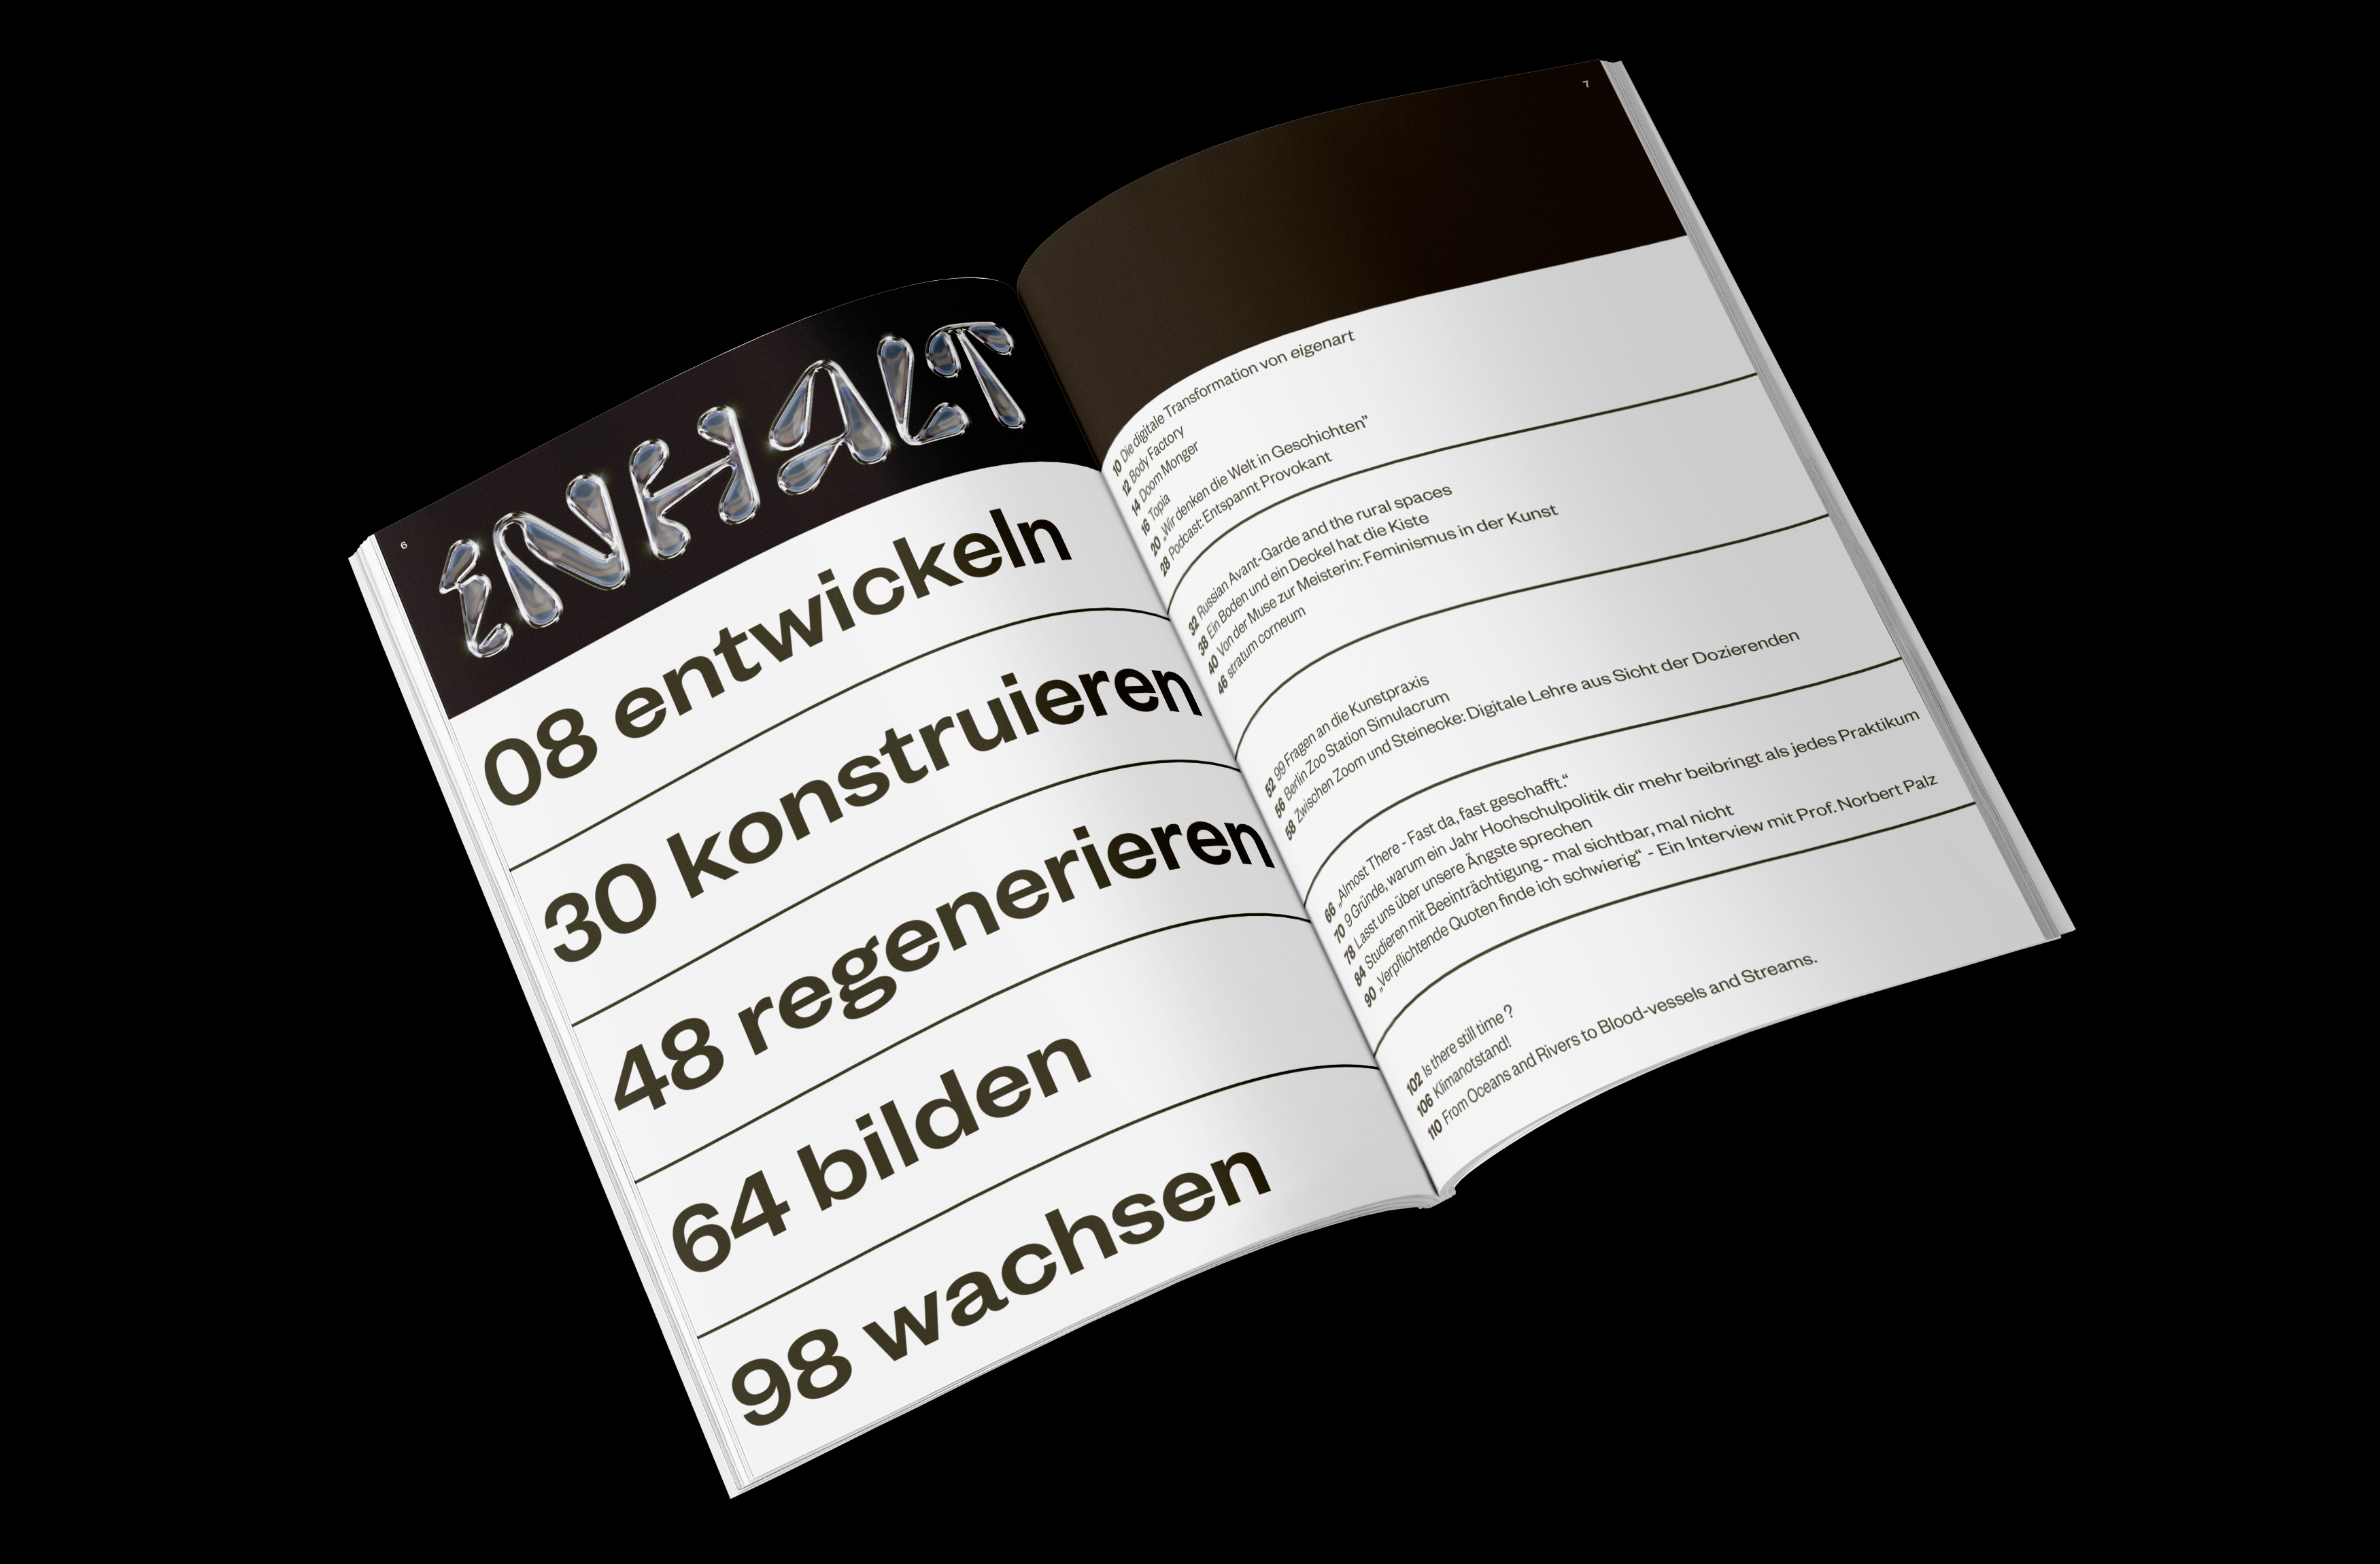 6
iNHALT
08 entwickeln
30 konstruieren
48 regenerieren
64 bilden
98 wachsen
7
10 Die digitale Transformation von eigenart
12 Body Factory
14 Doom Monger
16 Topia
20 „Wir denken die Welt in Geschichten”
28 Podcast: Entspannt Provokant
32 Russian Avant-Garde and the rural spaces
38 Ein Boden und ein Deckel hat die Kiste
40 Von der Muse zur Meisterin: Feminismus in der Kunst
46 stratum corneum
52 99 Fragen an die Kunstpraxis
56 Berlin Zoo Station Simulacrum
58 Zwischen Zoom und Steinecke: Digitale Lehre aus Sicht der Dozierenden
66 „Almost There - Fast da, fast geschafft.“
70 9 Gründe, warum ein Jahr Hochschulpolitik dir mehr beibringt als jedes Praktikum
78 Lasst uns über unsere Ängste sprechen
84 Studieren mit Beeinträchtigung - mal sichtbar, mal nicht
90 „Verpflichtende Quoten finde ich schwierig“ - Ein Interview mit Prof. Norbert Palz
102 Is there still time ?
106 Klimanotstand!
110 From Oceans and Rivers to Blood-vessels and Streams.